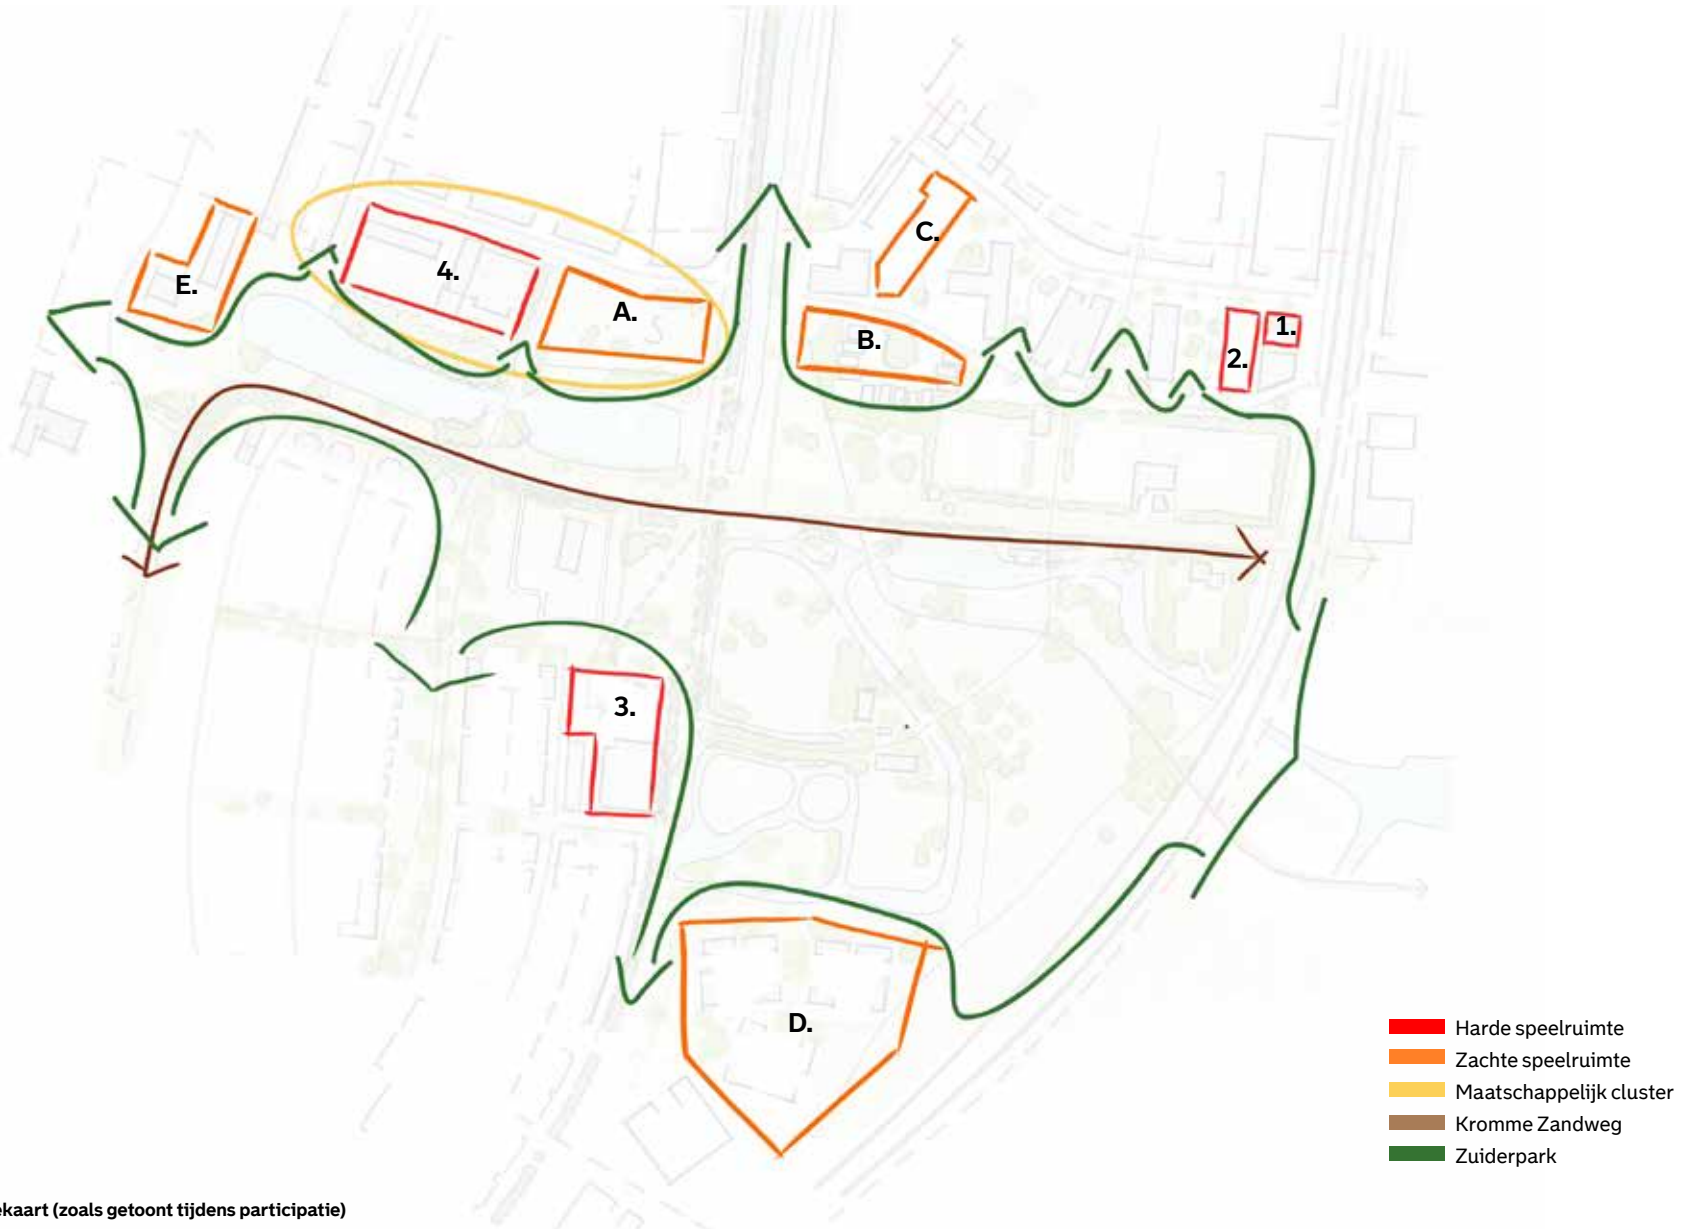 C.
E.
4.
A.
B.
1.
2.
3.
D.
Harde speelruimte
Zachte speelruimte
Maatschappelijk cluster
Kromme Zandweg
Zuiderpark
ekaart (zoals getoont tijdens participatie)